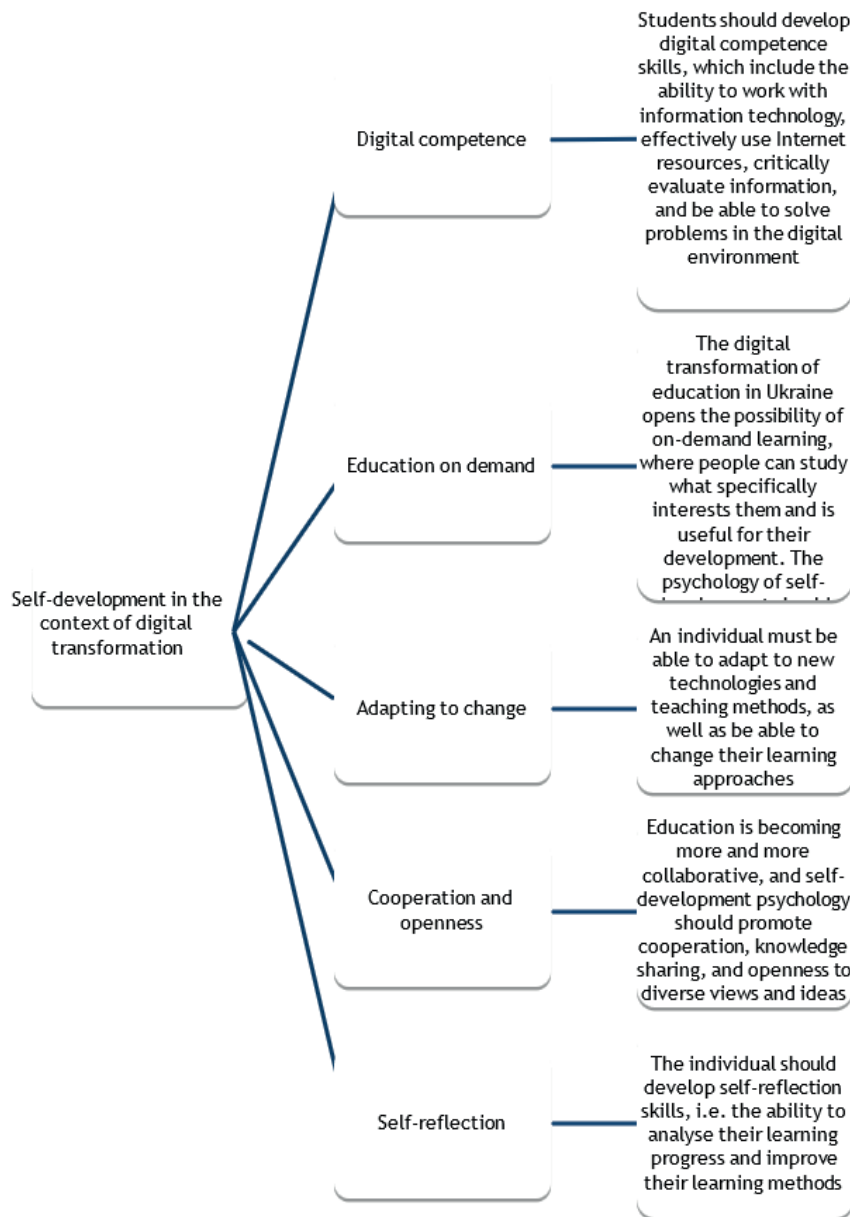 Students should develop
digital competence
skills, which include the
ability to work with
information technology,
effectively use Internet
resources, critically
evaluate information,
and be able to solve
problems in the digital
environment
Digital competence
The digital
transformation of
education in Ukraine
opens the possibility of
on-demand learning,
where people can study
what specifically
interests them and is
useful for their
development. The
psychology of self-
Education on demand
Self-development in the
context of digital
transformation
An individual must be
able to adapt to new
technologies and
teaching methods, as
well as be able to
change their learning
approaches
Adapting to change
Education is becoming
more and more
collaborative, and self-
development psychology
should promote
cooperation, knowledge
sharing, and openness to
diverse views and ideas
Cooperation and
openness
The individual should
develop self-reflection
skills, i.e. the ability to
analyse their learning
progress and improve
their learning methods
Self-reflection